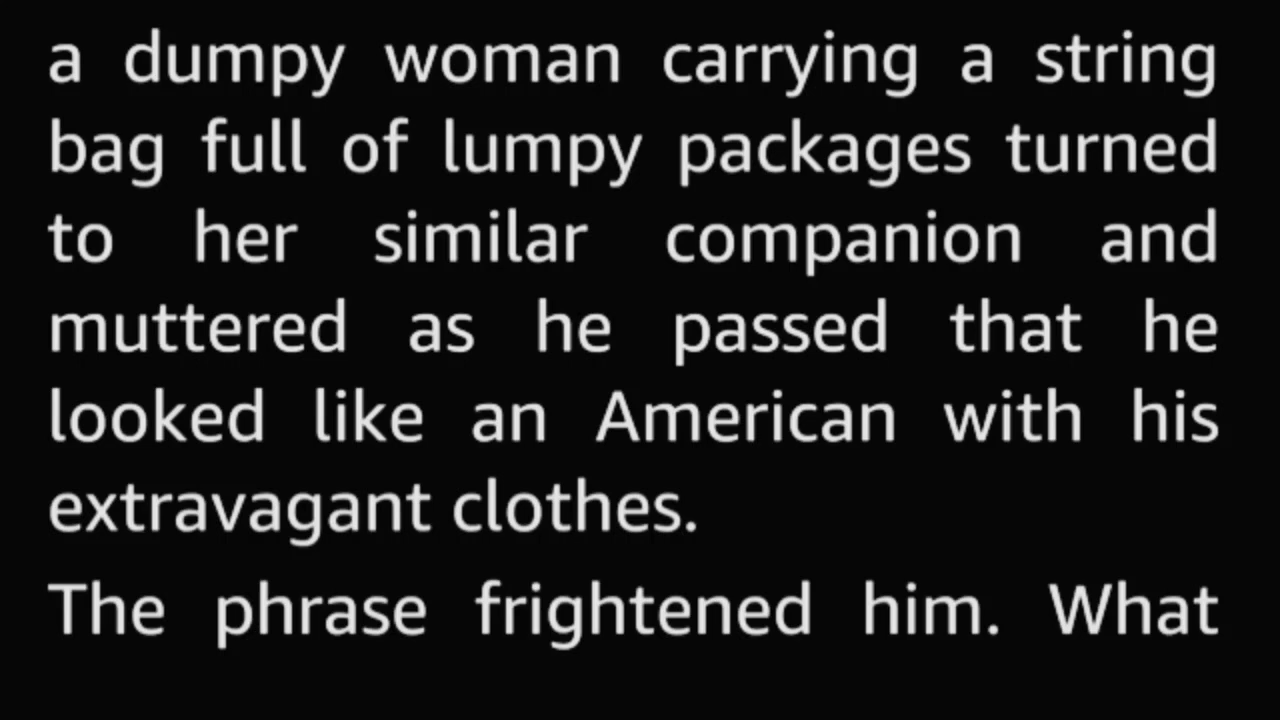 a dumpy woman carrying a string
bag full of lumpy packages turned
to her similar companion and
muttered as he passed that he
looked like an American with his
extravagant clothes.
The phrase frightened him. What